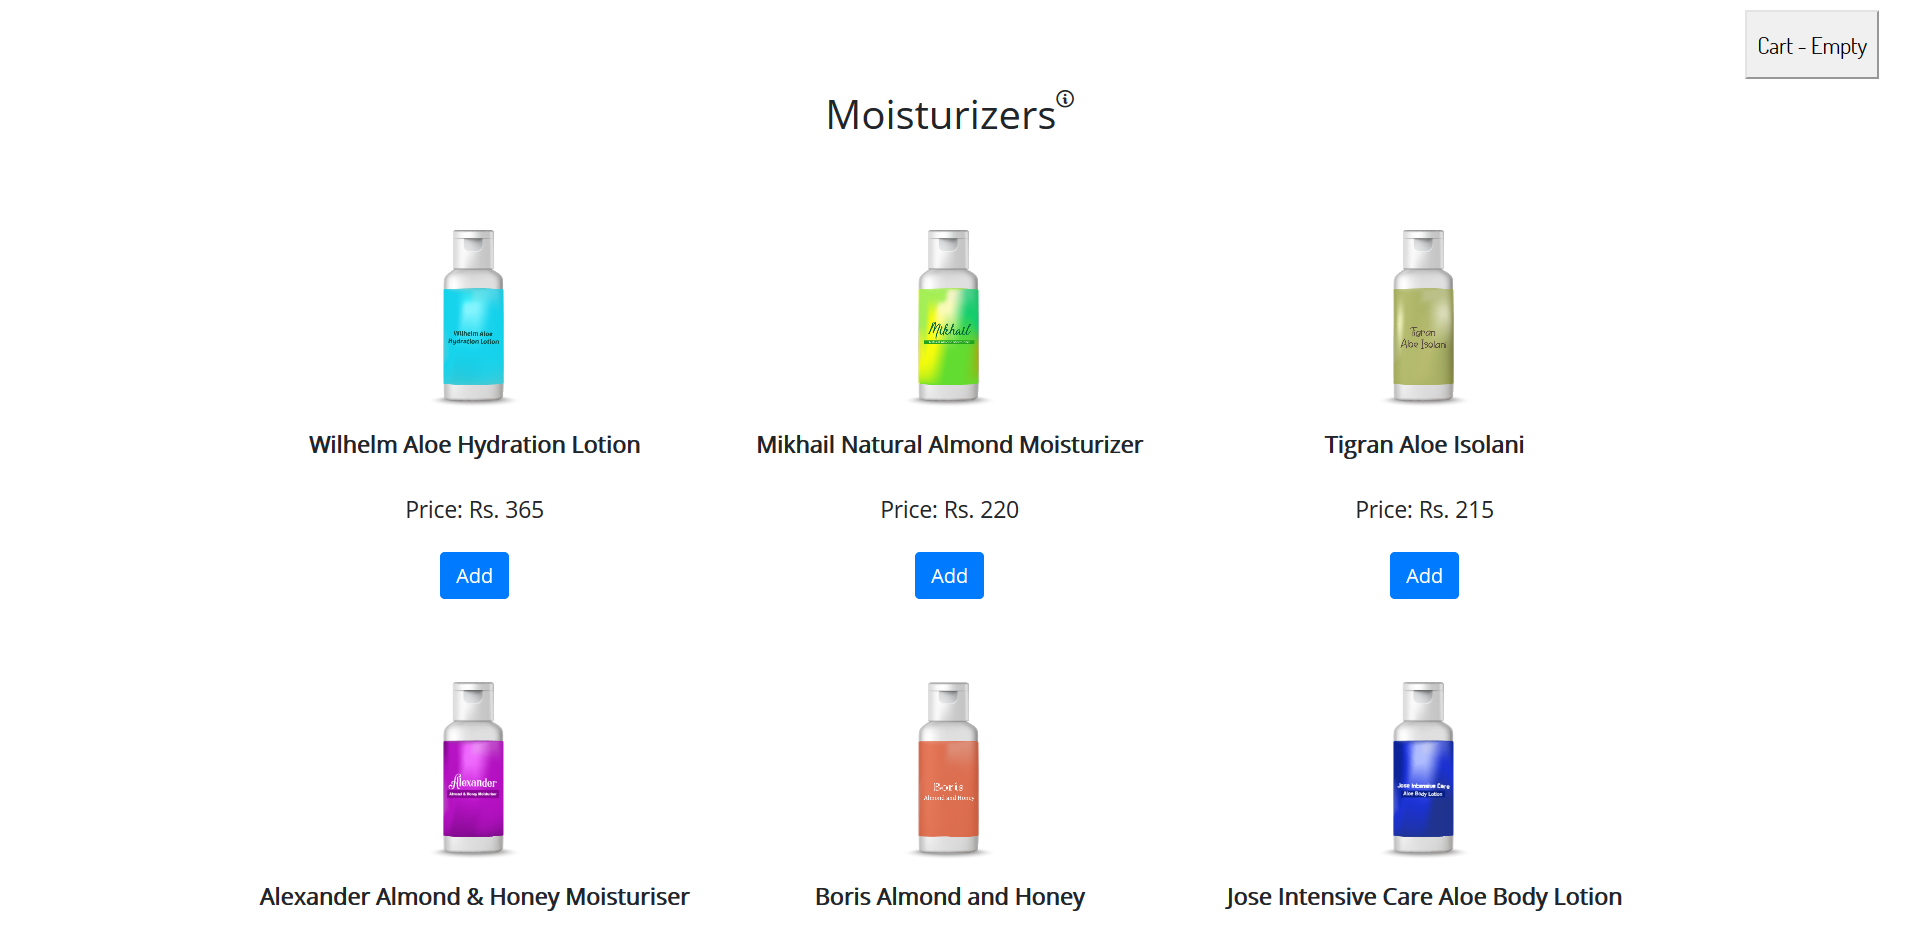 Cart - Empty
Moisturizers
Wilhelm Aloe
Hydration Lotion
Mikhail
Tigran
Aloe Isolani
Wilhelm Aloe Hydration Lotion
Mikhail Natural Almond Moisturizer
Tigran Aloe Isolani
Price: Rs. 365
Price: Rs. 220
Price: Rs. 215
Add
Add
Add
Alexander
Almond & Honey Moisturiser
Boris
Almond and Honey
Jose Intensive Care
Aloe Body Lotion
Alexander Almond & Honey Moisturiser
Boris Almond and Honey
Jose Intensive Care Aloe Body Lotion